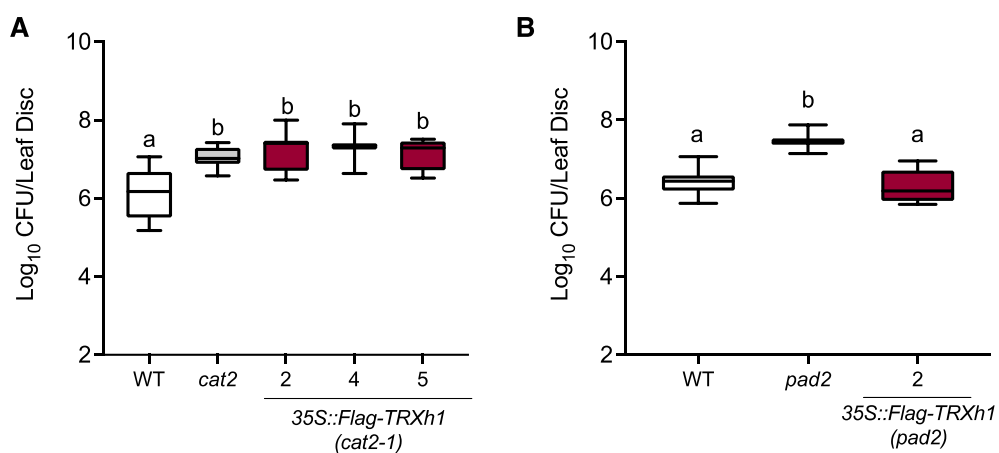 A
Log10 CFU/Leaf Disc
10
8
6
4
2
a
b
b
b
b
WT
cat2
2
4
5
35S::Flag-TRXh1
(cat2-1)
B
Log10 CFU/Leaf Disc
10
8
6
4
2
a
b
a
WT
pad2
2
35S::Flag-TRXh1
(pad2)